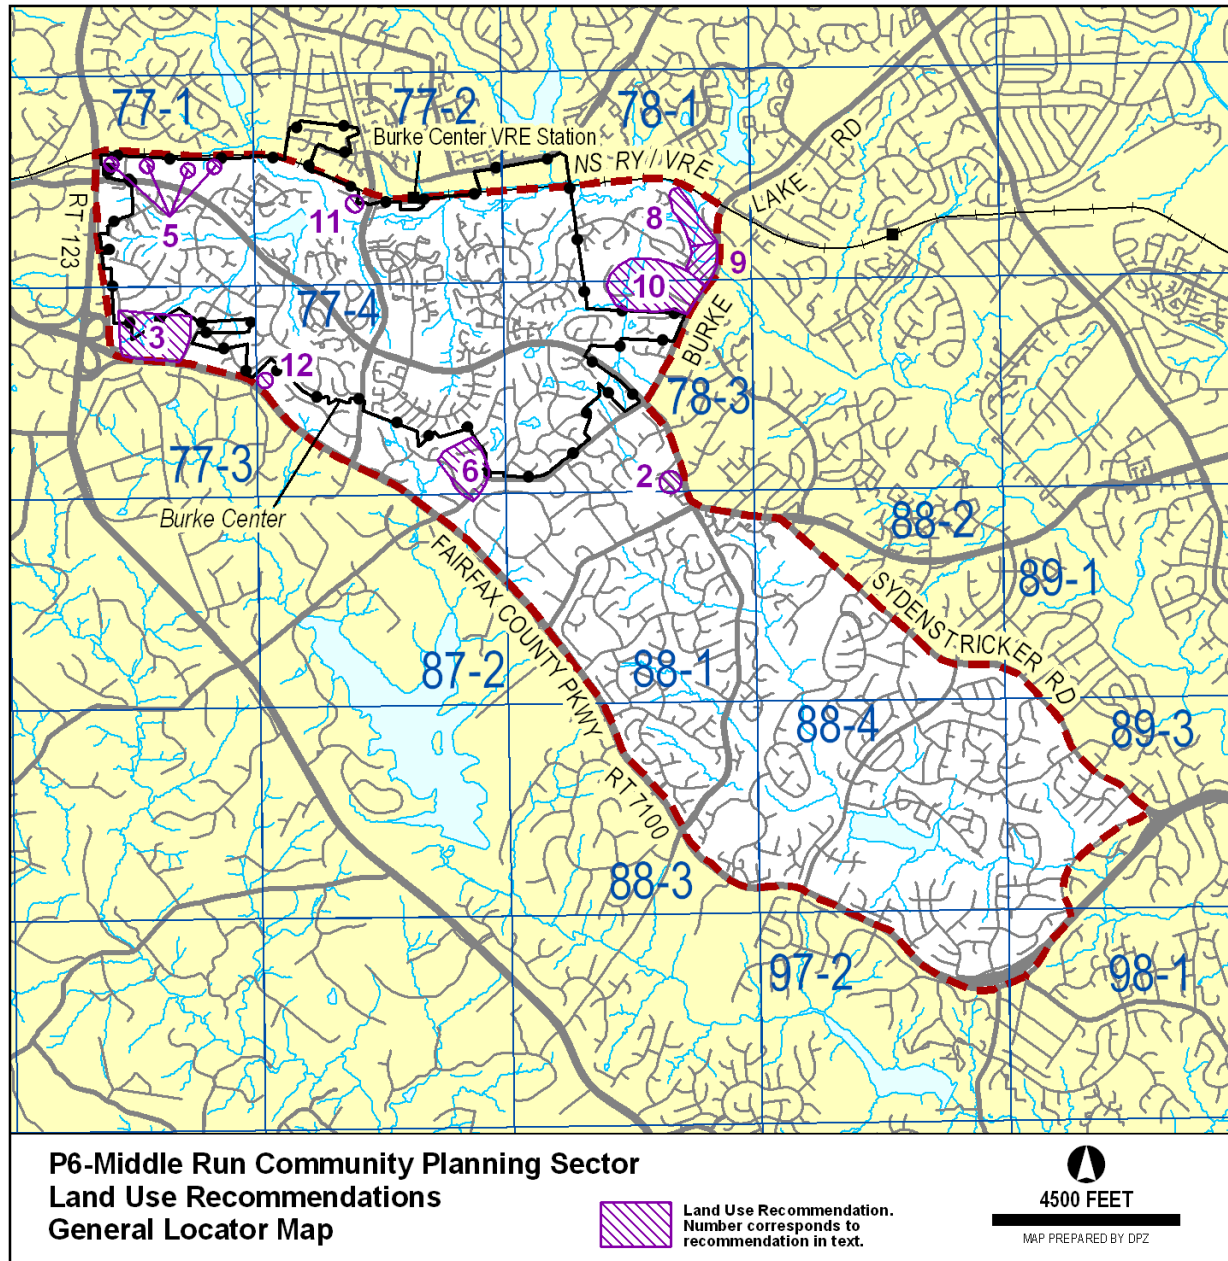 77-1
77-2
78-1
Burke Center VRE Station
NS RY / VRE
LAKE RD
RT 123
5
11
8
9
10
77-4
3
12
BURKE
78-3
77-3
6
2
Burke Center
88-2
FAIRFAX COUNTY PKWY
SYDENSTRICKER RD
89-1
87-2
88-1
88-4
89-3
RT 7100
88-3
97-2
98-1
P6-Middle Run Community Planning Sector
Land Use Recommendations
General Locator Map
Land Use Recommendation.
Number corresponds to
recommendation in text.
4500 FEET
MAP PREPARED BY DPZ